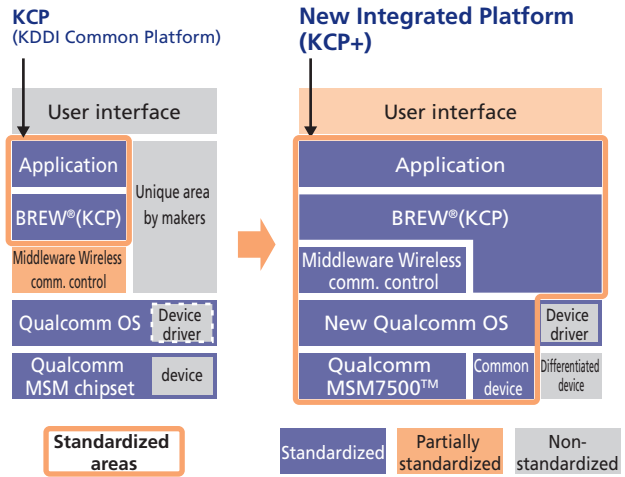 KCP
(KDDI Common Platform)
User interface
Application
BREW®(KCP)
Unique area
by makers
Middleware Wireless
comm. control
Qualcomm OS
Device
driver
Qualcomm
MSM chipset
device
New Integrated Platform
(KCP+)
User interface
Application
BREW®(KCP)
Middleware Wireless
comm. control
New Qualcomm OS
Device
driver
Qualcomm
MSM7500™
Common
device
Differentiated
device
Standardized
areas
Standardized
Partially
standardized
Non-
standardized